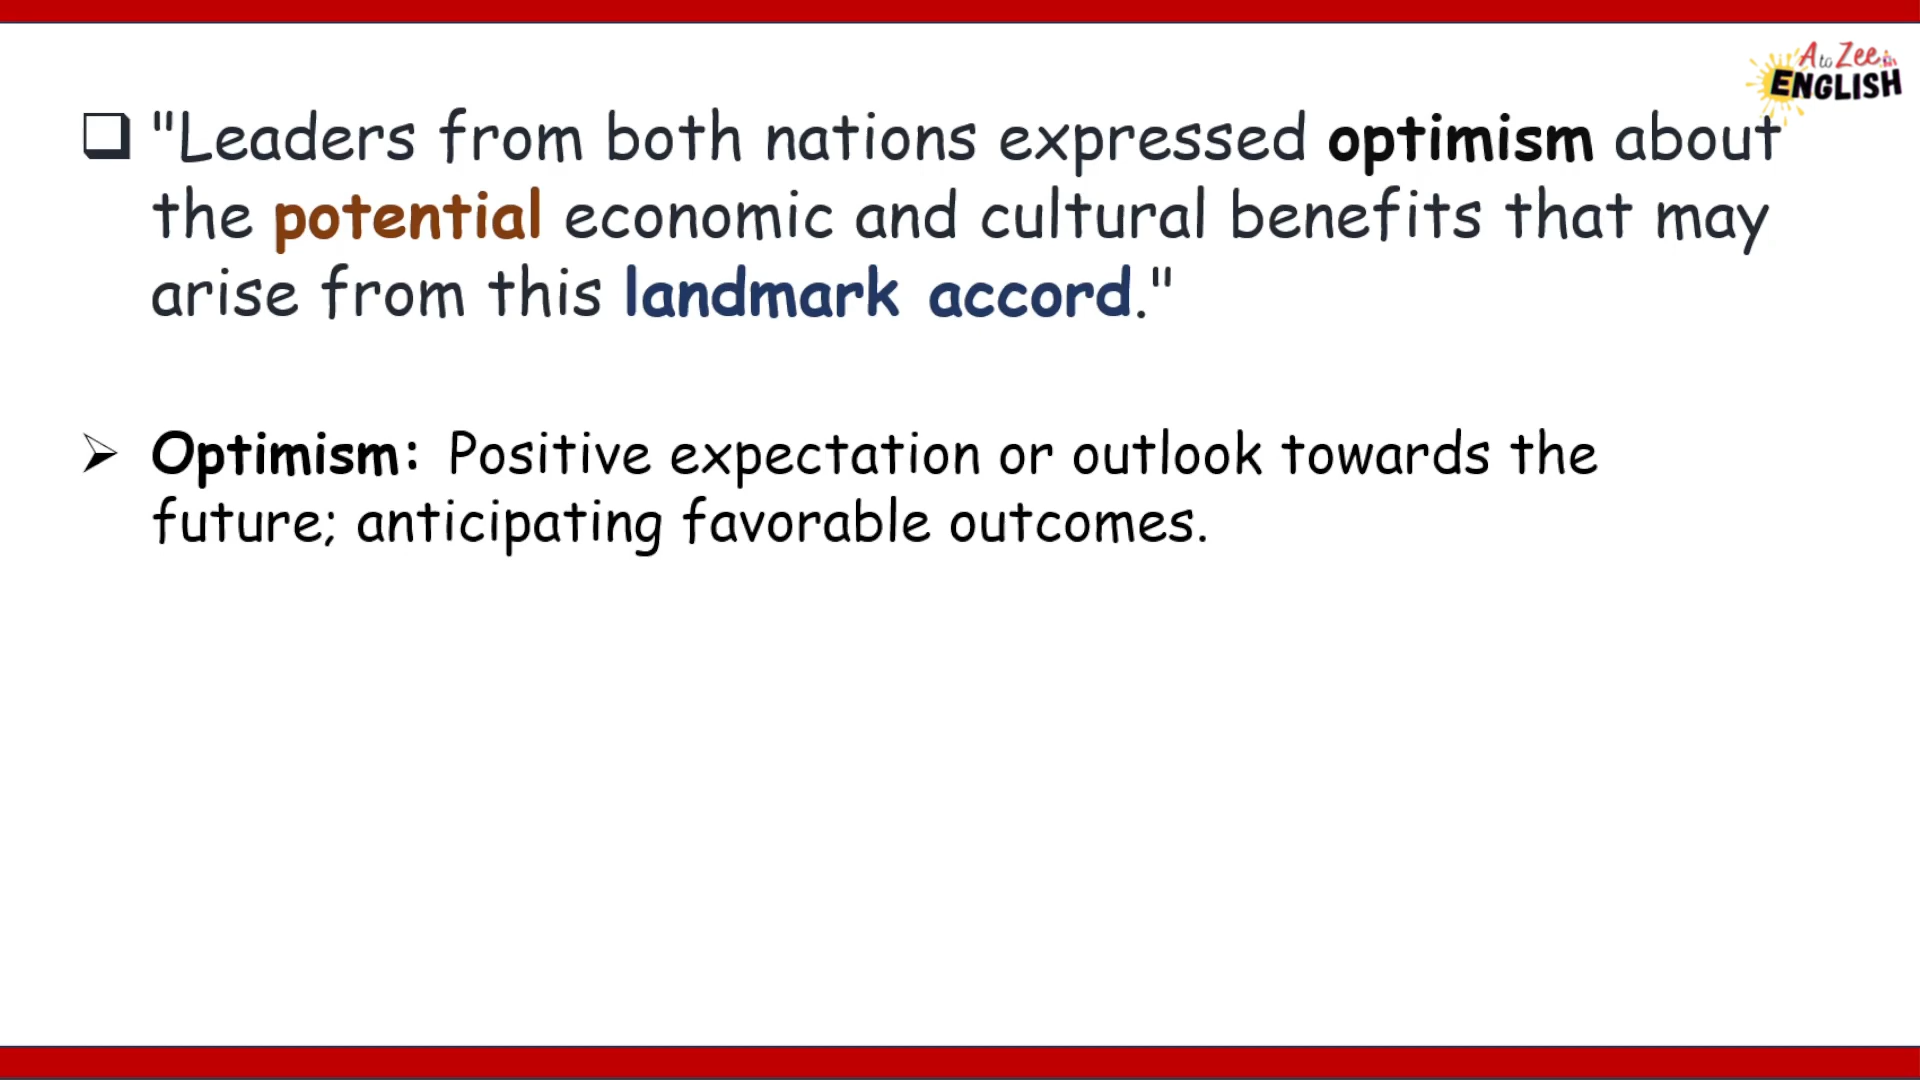 A to Zee in
ENGLISH
"Leaders from both nations expressed optimism about
the potential economic and cultural benefits that may
arise from this landmark accord."
Optimism: Positive expectation or outlook towards the
future; anticipating favorable outcomes.